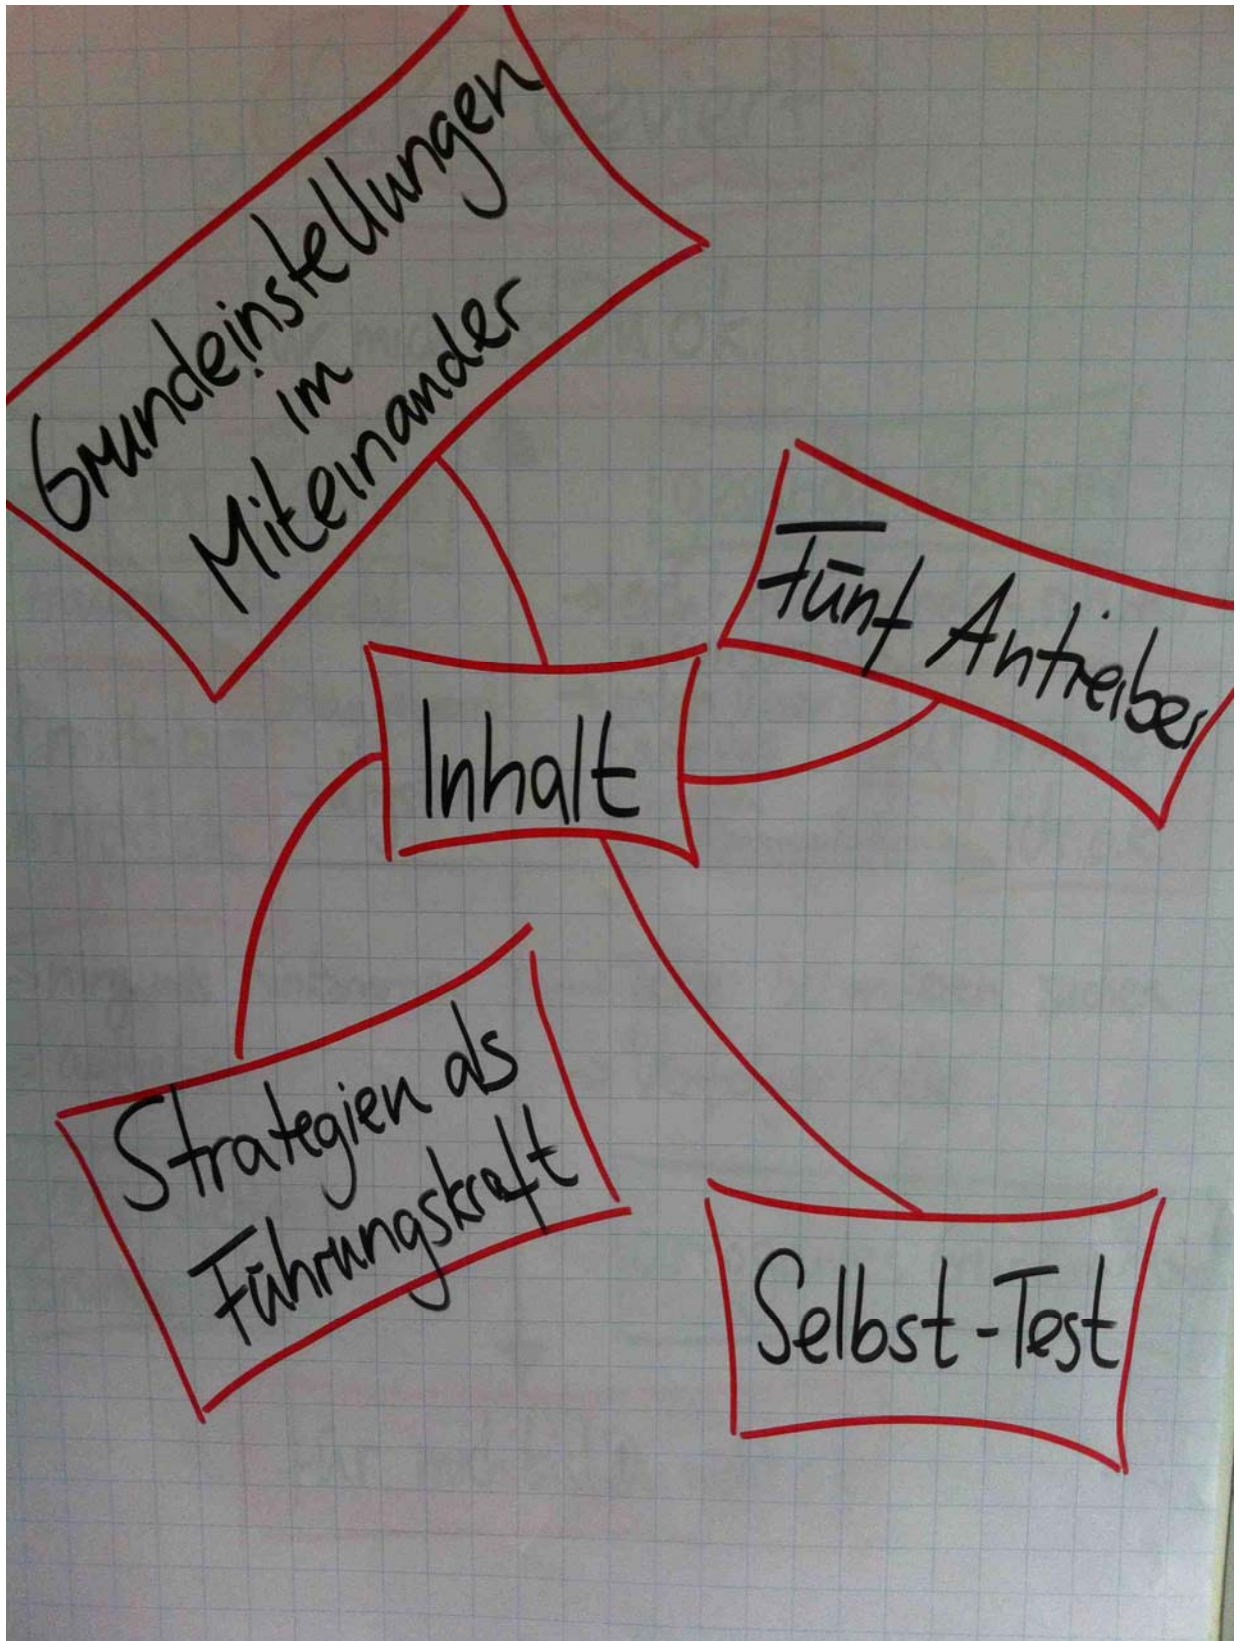 Grundeinstellungen
im
Miteinander
Fünf Antreiber
Inhalt
Strategien als
Führungskraft
Selbst-Test